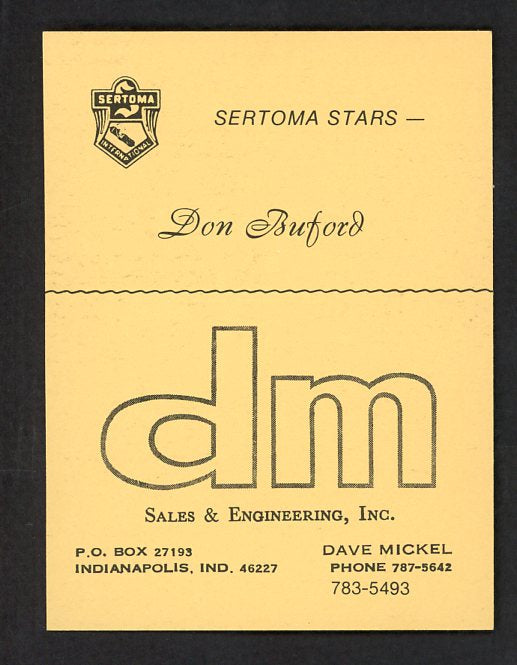 SERTOMA
INTERNATIONAL
SERTOMA STARS —
Don Buford
dm
SALES & ENGINEERING, INC.
P.O. BOX 27193
INDIANAPOLIS, IND. 46227
DAVE MICKEL
PHONE 787-5642
783-5493